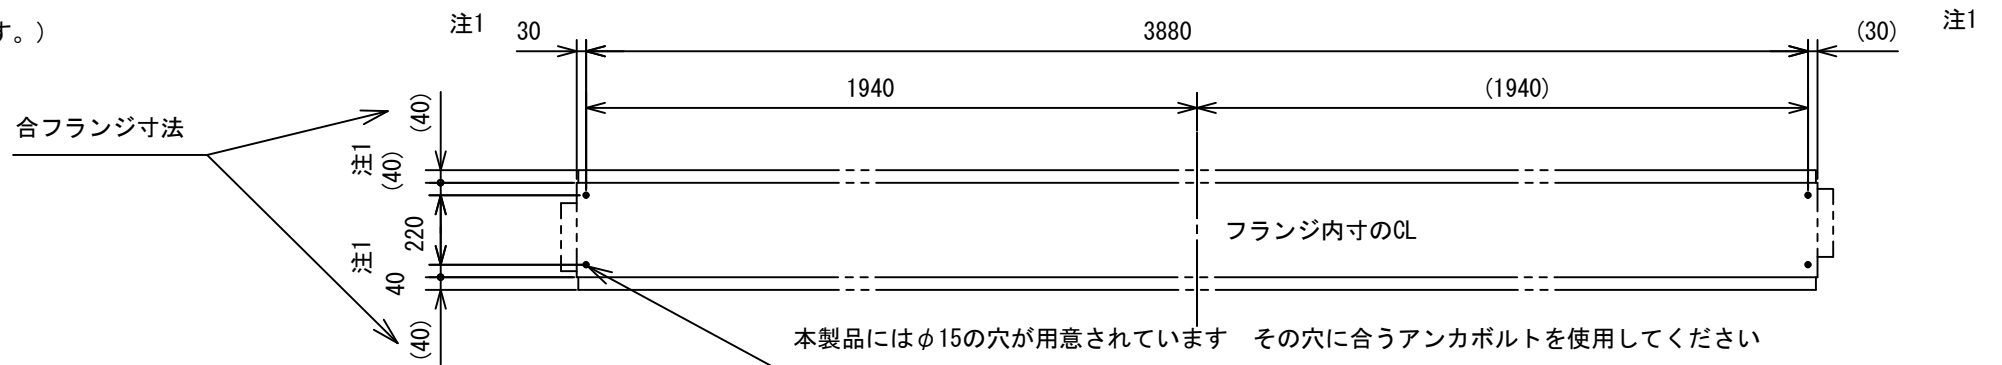 す。)
注1 30 3880 (30) 注1
1940 (1940)
合フランジ寸法
(40)
注1
(40)
220
フランジ内寸のCL
注1
40
(40)
本製品にはφ15の穴が用意されています その穴に合うアンカボルトを使用してください